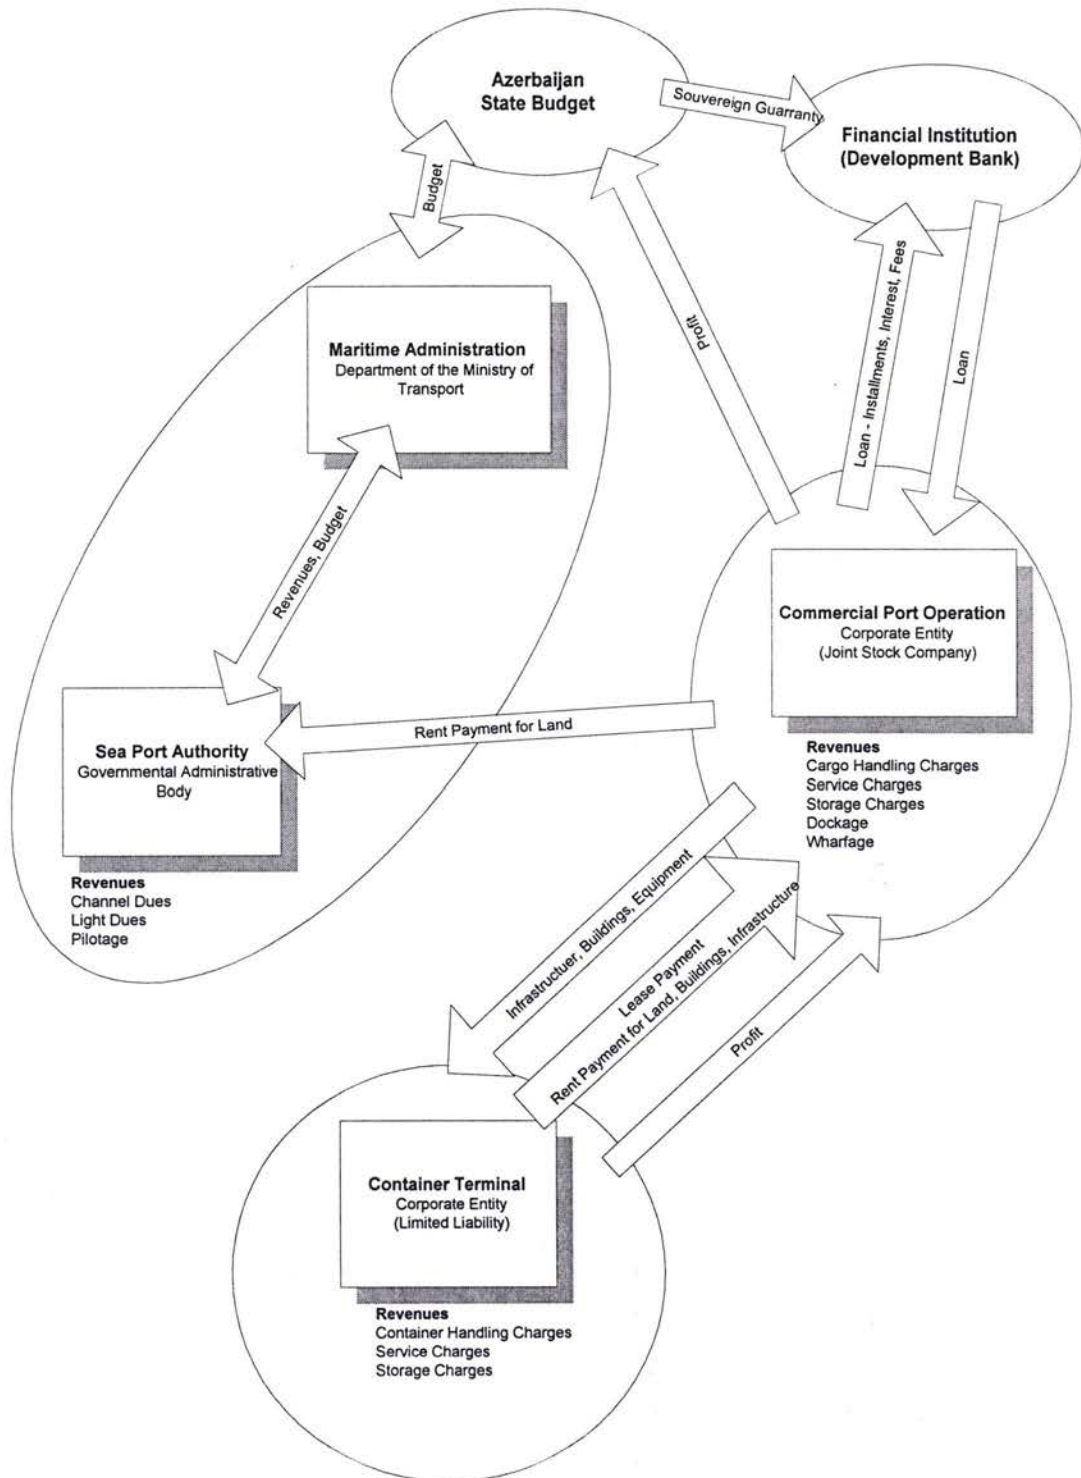 Azerbaijan
State Budget
Souvereign Guarranty
Financial Institution
(Development Bank)
Budget
Maritime Administration
Department of the Ministry of
Transport
Profit
Loan - Installments, Interest, Fees
Loan
Revenues, Budget
Commercial Port Operation
Corporate Entity
(Joint Stock Company)
Revenues
Cargo Handling Charges
Service Charges
Storage Charges
Dockage
Wharfage
Rent Payment for Land
Sea Port Authority
Governmental Administrative
Body
Revenues
Channel Dues
Light Dues
Pilotage
Infrastructuer, Buildings, Equipment
Lease Payment
Rent Payment for Land, Buildings, Infrastructure
Profit
Container Terminal
Corporate Entity
(Limited Liability)
Revenues
Container Handling Charges
Service Charges
Storage Charges